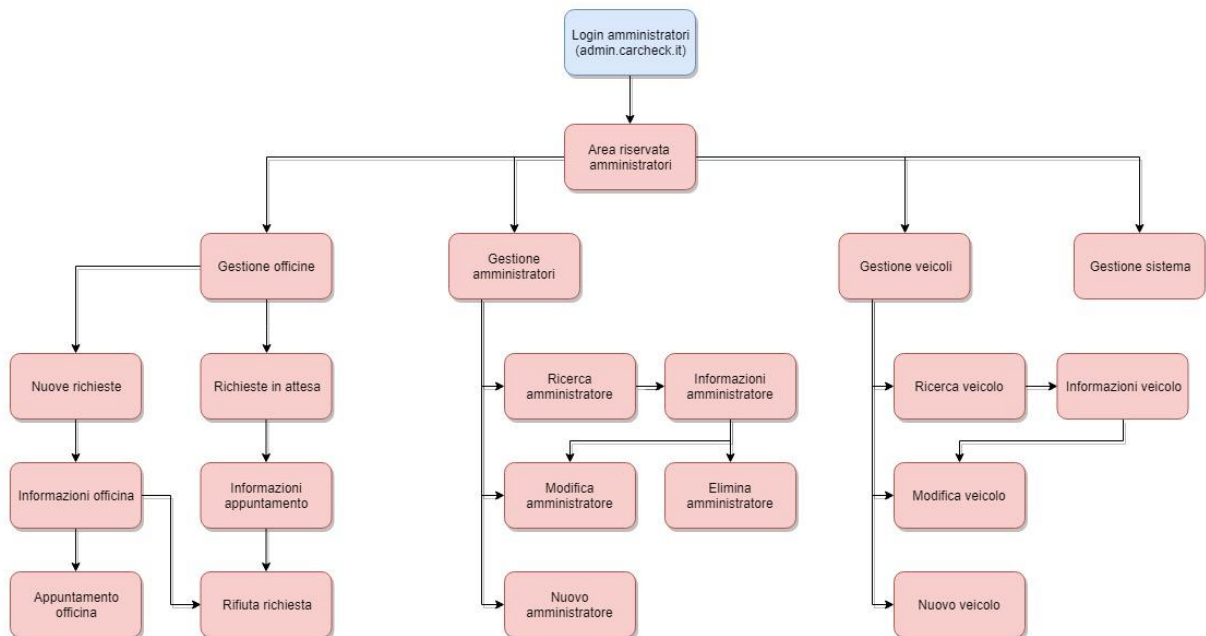 Login amministratori
(admin.carcheck.it)
Area riservata
amministratori
Gestione officine
Gestione
amministratori
Gestione veicoli
Gestione sistema
Nuove richieste
Richieste in attesa
Ricerca
amministratore
Informazioni
amministratore
Ricerca veicolo
Informazioni veicolo
Informazioni officina
Informazioni
appuntamento
Modifica
amministratore
Elimina
amministratore
Modifica veicolo
Appuntamento
officina
Rifiuta richiesta
Nuovo
amministratore
Nuovo veicolo